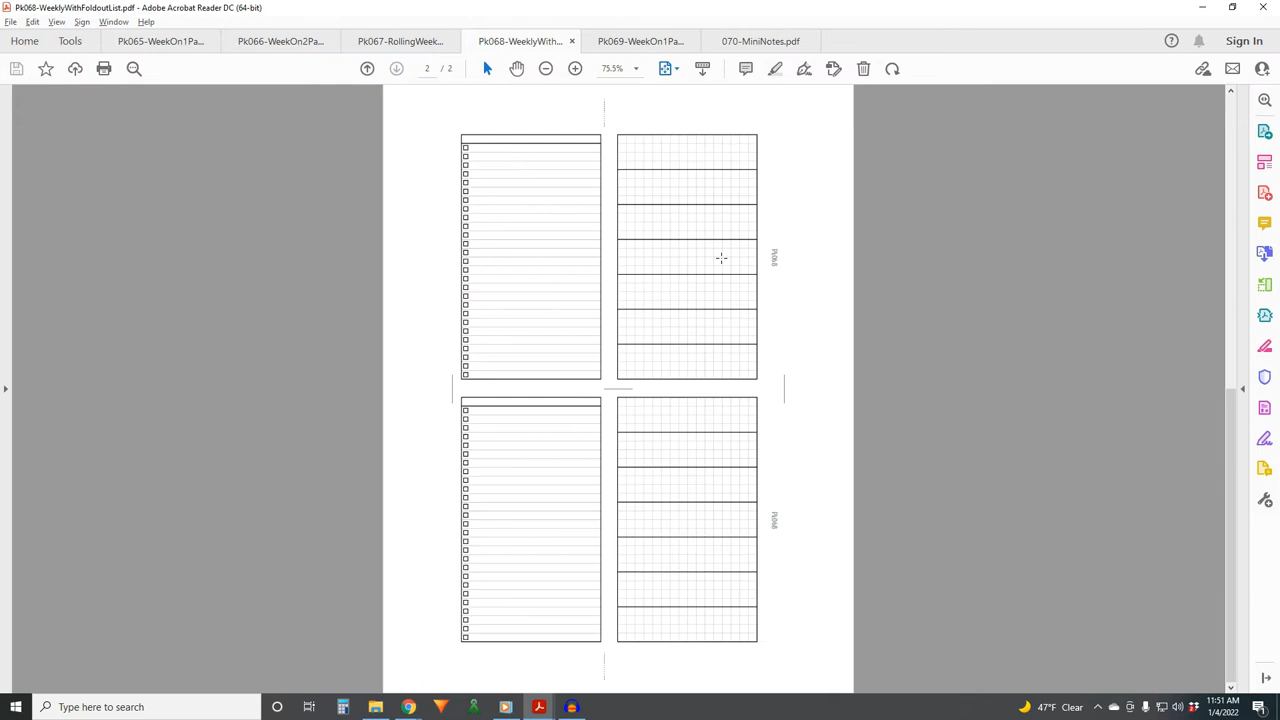 Pk068-WeeklyWithFoldoutList.pdf - Adobe Acrobat Reader DC (64-bit)
File Edit View Sign Window Help
Home Tools Pk065-WeekOn1Pa... Pk066-WeekOn2Pa... Pk067-RollingWeek... Pk068-WeeklyWith... × Pk069-WeekOn1Pa... 070-MiniNotes.pdf Sign In
2 / 2 75.5%
Pk068
Pk068
Type here to search
47°F Clear
11:51 AM
1/4/2022